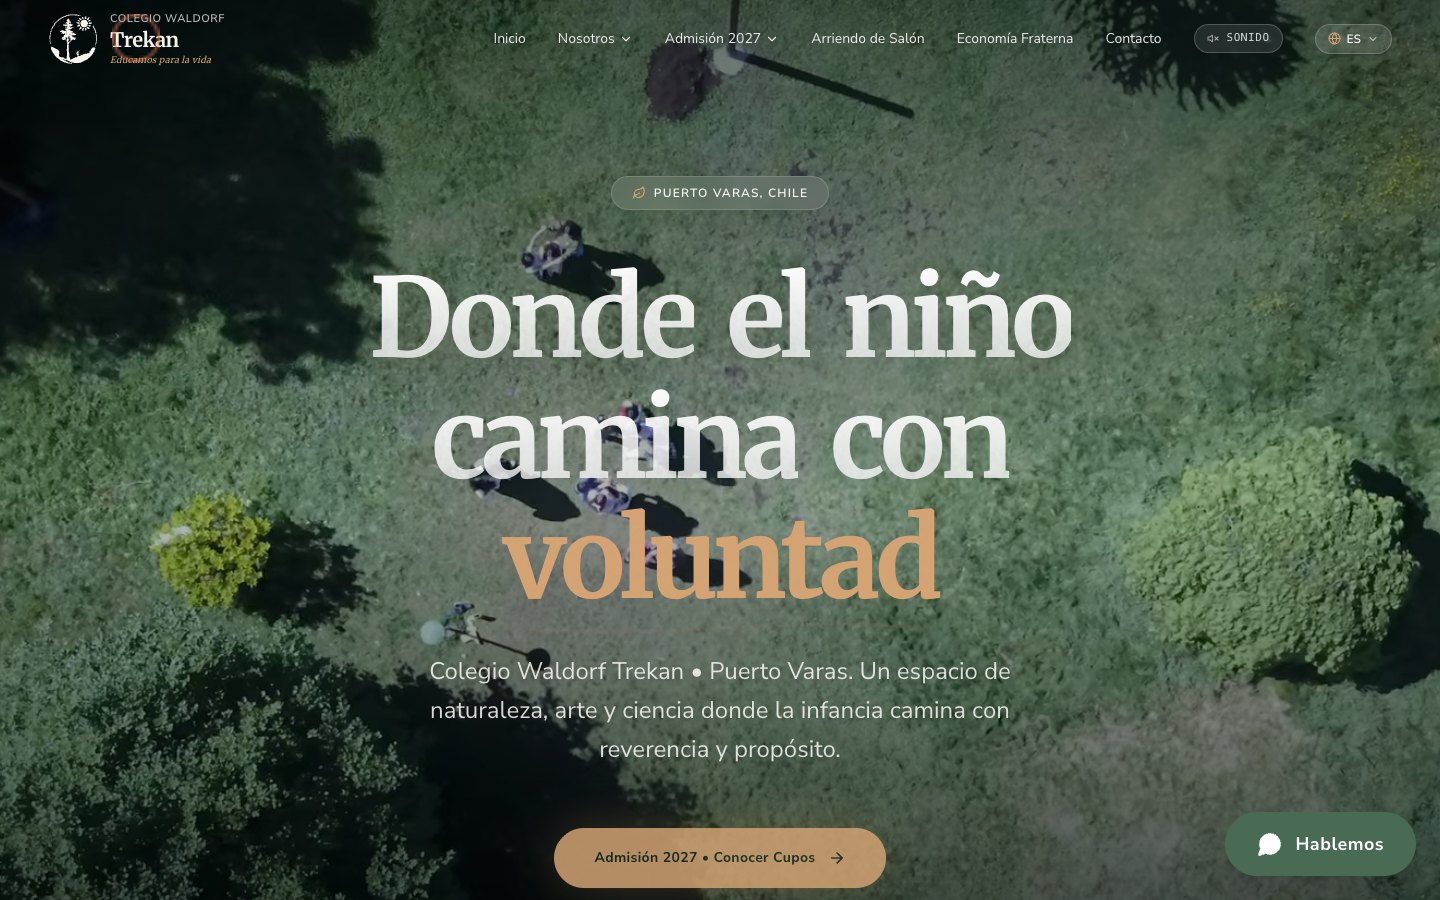 COLEGIO WALDORF
Trekan
Educamos para la vida
Inicio
Nosotros
Admisión 2027
Arriendo de Salón
Economía Fraterna
Contacto
SONIDO
ES
PUERTO VARAS, CHILE
Donde el niño
camina con
voluntad
Colegio Waldorf Trekan • Puerto Varas. Un espacio de
naturaleza, arte y ciencia donde la infancia camina con
reverencia y propósito.
Admisión 2027 • Conocer Cupos
Hablemos